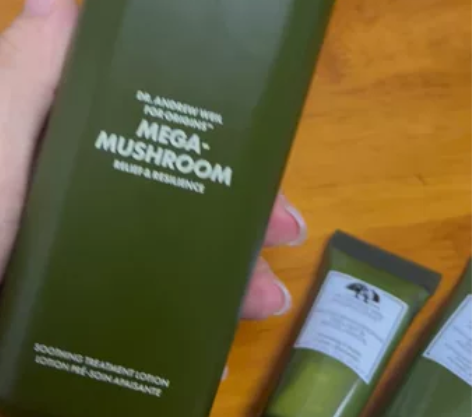 DR. ANDREW WEIL
FOR ORIGINS™
MEGA-
MUSHROOM
RELIEF & RESILIENCE
SOOTHING TREATMENT LOTION
LOTION PRÉ-SOIN APAISANTE